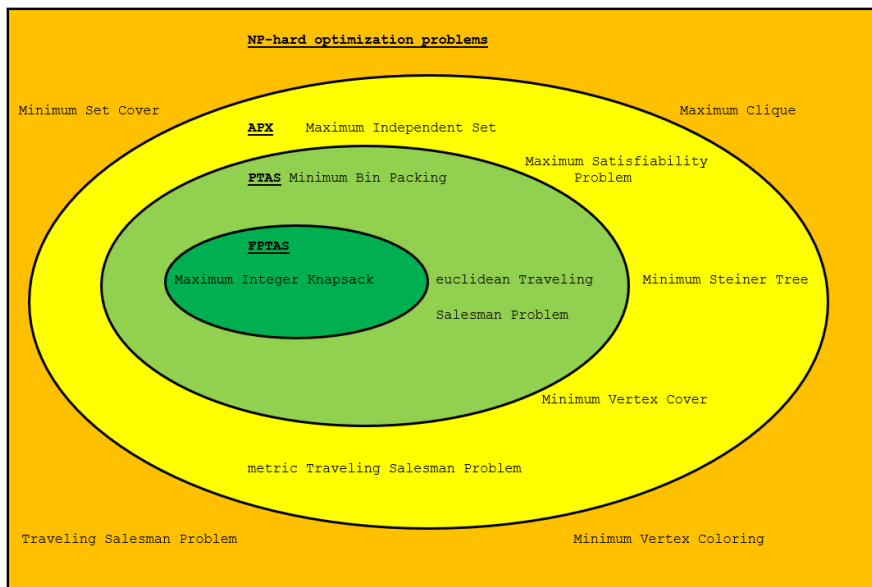 NP-hard optimization problems
Minimum Set Cover
Maximum Clique
APX Maximum Independent Set
Maximum Satisfiability
Problem
PTAS Minimum Bin Packing
FPTAS
Maximum Integer Knapsack
euclidean Traveling
Salesman Problem
Minimum Steiner Tree
Minimum Vertex Cover
metric Traveling Salesman Problem
Traveling Salesman Problem
Minimum Vertex Coloring